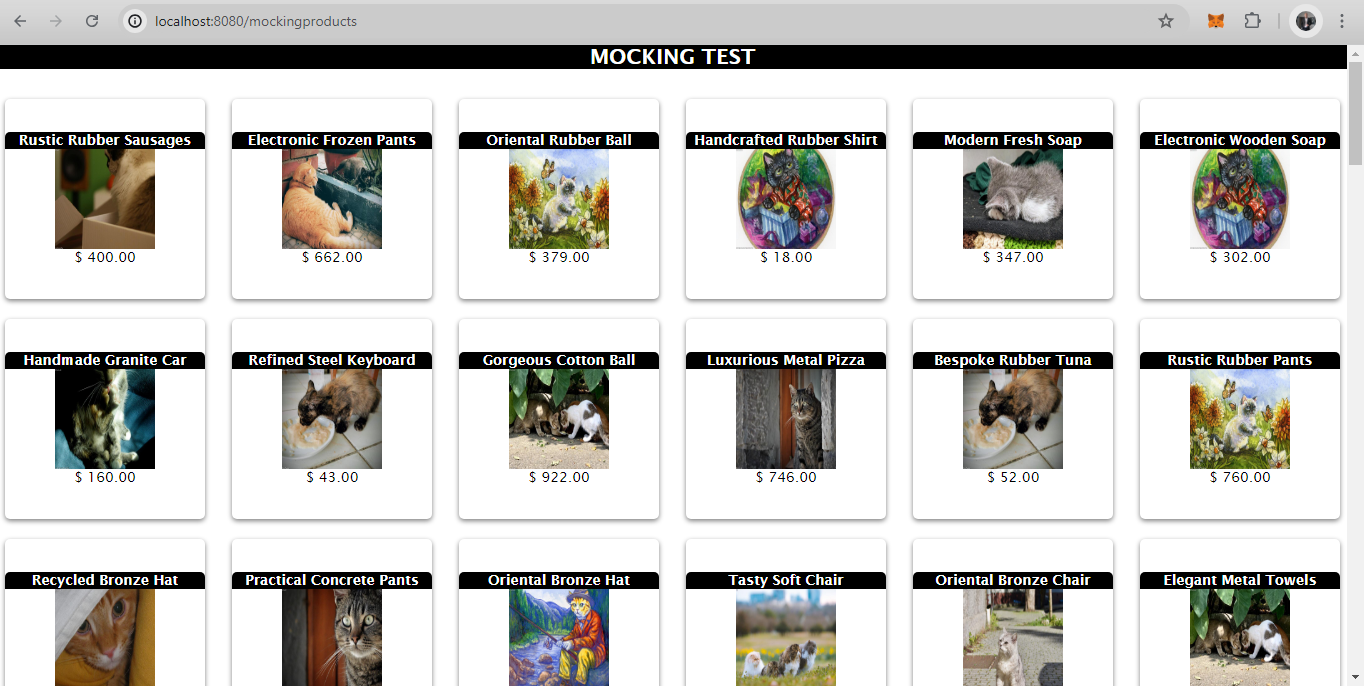 localhost:8080/mockingproducts
MOCKING TEST
Rustic Rubber Sausages
$ 400.00
Electronic Frozen Pants
$ 662.00
Oriental Rubber Ball
$ 379.00
Handcrafted Rubber Shirt
$ 18.00
Modern Fresh Soap
$ 347.00
Electronic Wooden Soap
$ 302.00
Handmade Granite Car
$ 160.00
Refined Steel Keyboard
$ 43.00
Gorgeous Cotton Ball
$ 922.00
Luxurious Metal Pizza
$ 746.00
Bespoke Rubber Tuna
$ 52.00
Rustic Rubber Pants
$ 760.00
Recycled Bronze Hat
Practical Concrete Pants
Oriental Bronze Hat
Tasty Soft Chair
Oriental Bronze Chair
Elegant Metal Towels